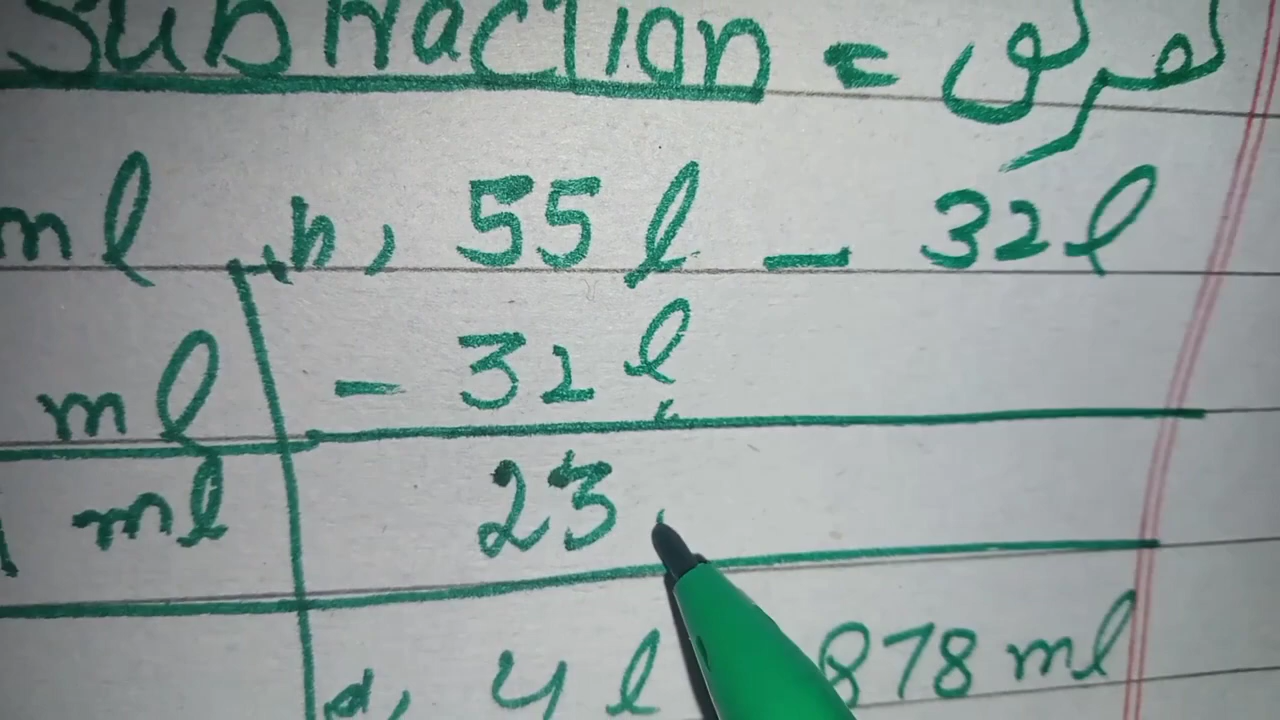 Subtraction = تفریق
ml b, 55 l - 32 l
ml - 32 l
ml 23
d, 4 l 878 ml